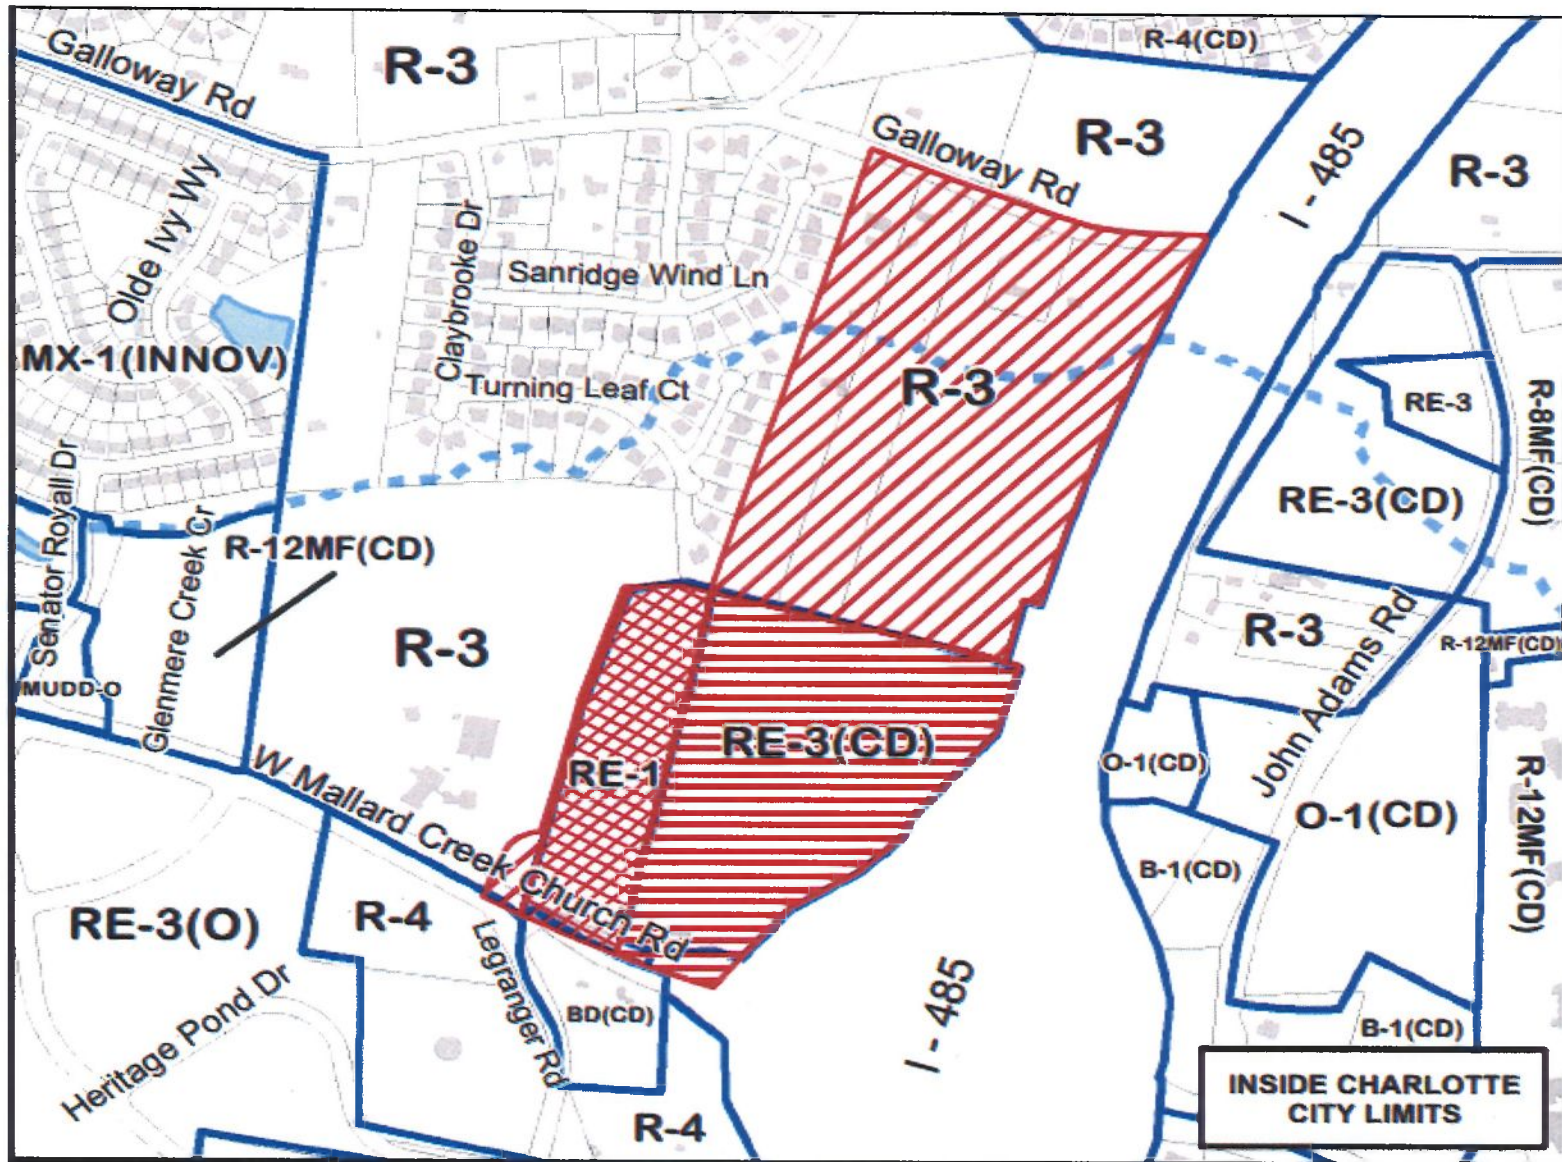 Galloway Rd
R-3
R-4(CD)
Galloway Rd
R-3
I - 485
R-3
Olde Ivy Wy
Claybrooke Dr
Sanridge Wind Ln
MX-1(INNOV)
Turning Leaf Ct
R-3
RE-3
R-8MF(CD)
RE-3(CD)
Senator Royall Dr
Glenmere Creek Cr
R-12MF(CD)
R-3
R-3
John Adams Rd
R-12MF(CD)
MUDD-O
W Mallard Creek Church Rd
RE-1
RE-3(CD)
O-1(CD)
O-1(CD)
R-12MF(CD)
B-1(CD)
RE-3(O)
R-4
Legranger Rd
BD(CD)
Heritage Pond Dr
I - 485
B-1(CD)
R-4
INSIDE CHARLOTTE
CITY LIMITS